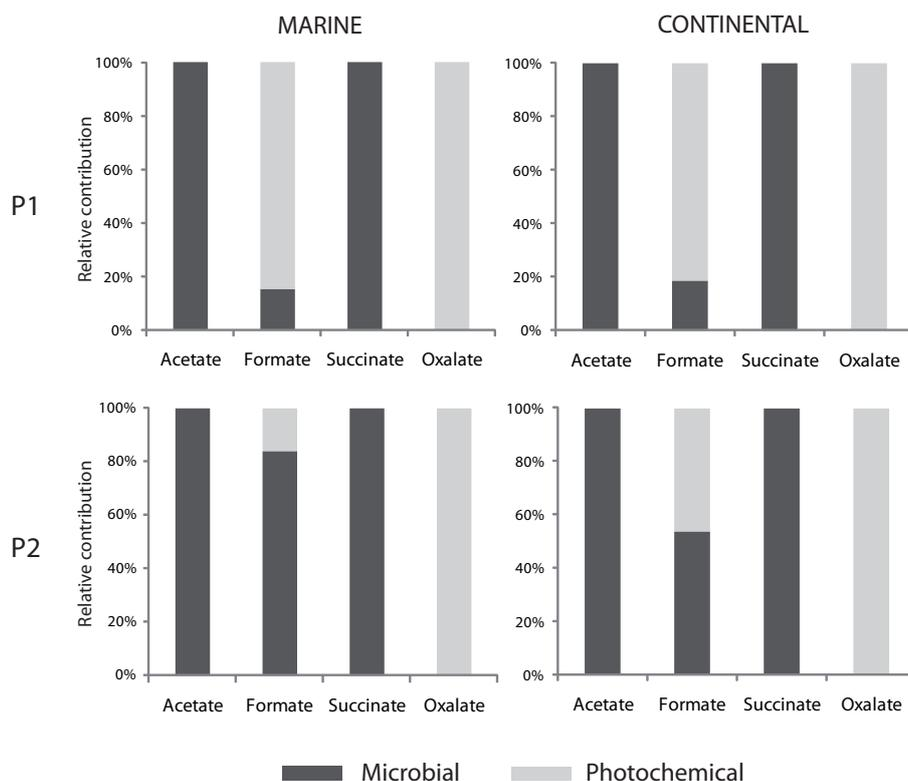 MARINE CONTINENTAL
P1
Relative contribution
100%
80%
60%
40%
20%
0%
Acetate Formate Succinate Oxalate
100%
80%
60%
40%
20%
0%
Acetate Formate Succinate Oxalate
P2
Relative contribution
100%
80%
60%
40%
20%
0%
Acetate Formate Succinate Oxalate
100%
80%
60%
40%
20%
0%
Acetate Formate Succinate Oxalate
Microbial Photochemical